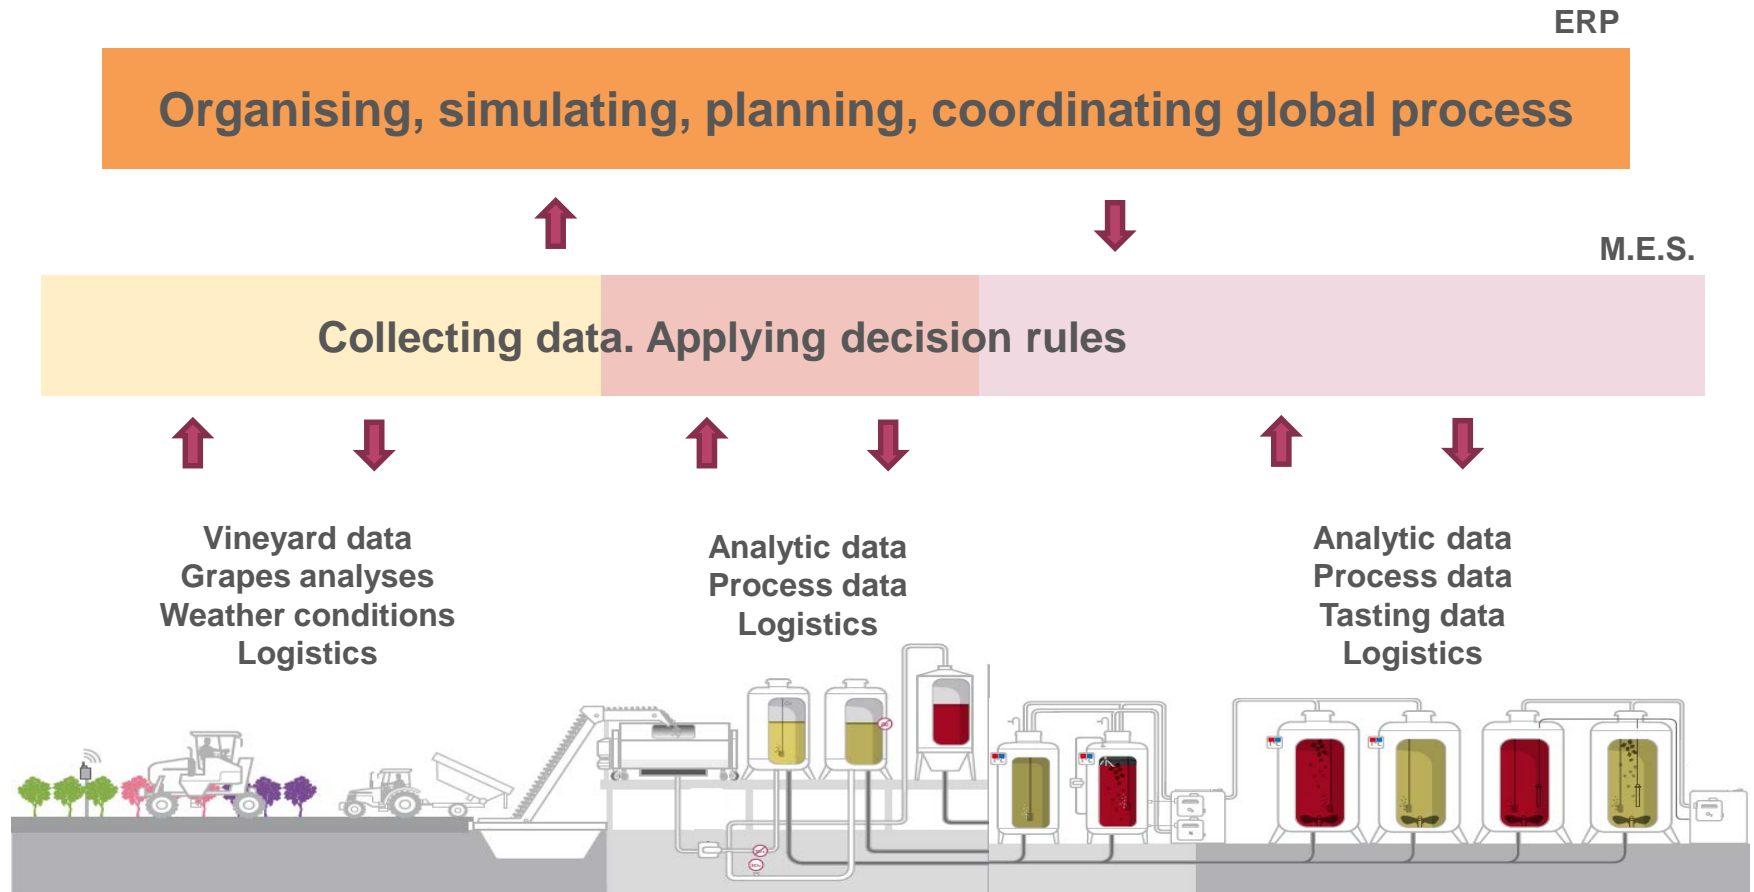 ERP
Organising, simulating, planning, coordinating global process
M.E.S.
Collecting data. Applying decision rules
Vineyard data
Grapes analyses
Weather conditions
Logistics
Analytic data
Process data
Logistics
Analytic data
Process data
Tasting data
Logistics